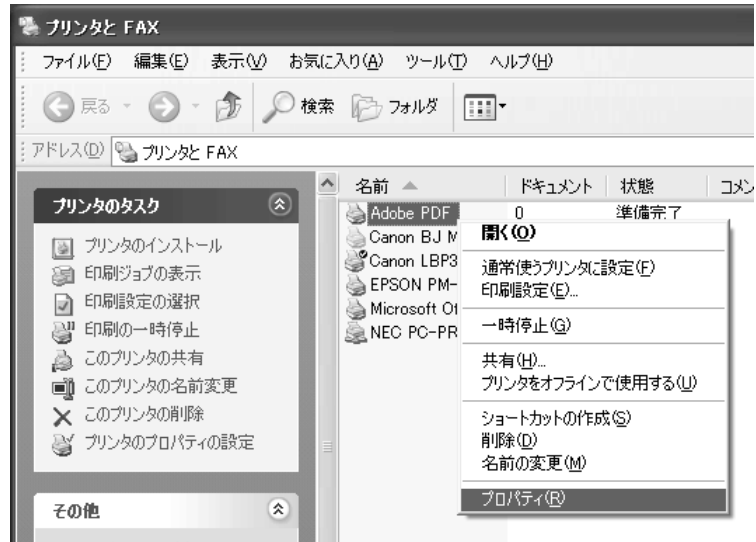 プリンタと FAX
ファイル(F) 編集(E) 表示(V) お気に入り(A) ツール(T) ヘルプ(H)
戻る 検索 フォルダ
アドレス(D) プリンタと FAX
プリンタのタスク
プリンタのインストール
印刷ジョブの表示
印刷設定の選択
印刷の一時停止
このプリンタの共有
このプリンタの名前変更
このプリンタの削除
プリンタのプロパティの設定
その他
名前 ドキュメント 状態 コメン
Adobe PDF 0 準備完了
Canon BJ M
Canon LBP3
EPSON PM-
Microsoft Of
NEC PC-PR
開く(O)
通常使うプリンタに設定(F)
印刷設定(E)...
一時停止(G)
共有(H)...
プリンタをオフラインで使用する(U)
ショートカットの作成(S)
削除(D)
名前の変更(M)
プロパティ(R)